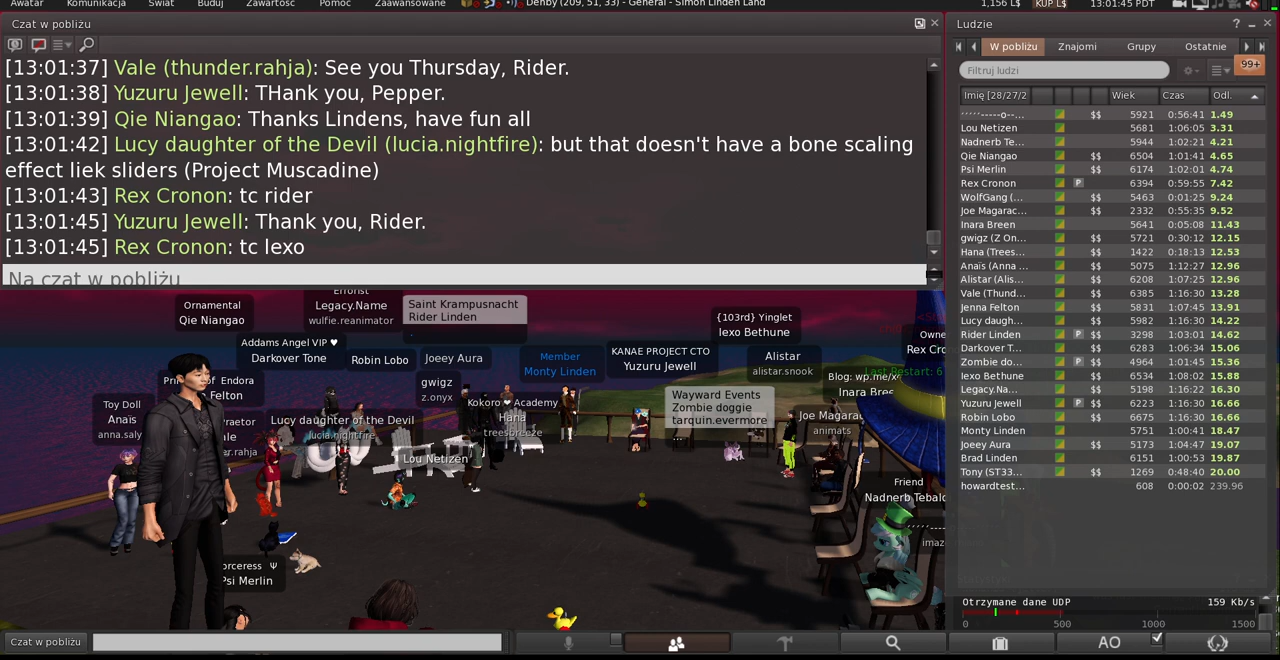 Awatar Komunikacja Świat Buduj Zawartość Pomoc Zaawansowane Denby (209, 51, 33) - General - Simon Linden Land 1,156 L$ KUP L$ 13:01:45 PDT
Czat w pobliżu
[13:01:37] Vale (thunder.rahja): See you Thursday, Rider.
[13:01:38] Yuzuru Jewell: THank you, Pepper.
[13:01:39] Qie Niangao: Thanks Lindens, have fun all
[13:01:42] Lucy daughter of the Devil (lucia.nightfire): but that doesn't have a bone scaling
effect liek sliders (Project Muscadine)
[13:01:43] Rex Cronon: tc rider
[13:01:45] Yuzuru Jewell: Thank you, Rider.
[13:01:45] Rex Cronon: tc lexo
Na czat w pobliżu
Ornamental
Qie Niangao
Legacy.Name
wulfie.reanimator
Saint Krampusnacht
Rider Linden
.
Addams Angel VIP ♥
Darkover Tone
Robin Lobo
Joeey Aura
Member
Monty Linden
KANAE PROJECT CTO
Yuzuru Jewell
{103rd} Yinglet
lexo Bethune
Alistar
alistar.snook
Owne
Rex Cro
Last Restart: 6
of Endora
Felton
gwigz
z.onyx
Blog: wp.me/x
Inara Bree
Toy Doll
Anaïs
anna.saly
Praetor
ale
er.rahja
Lucy daughter of the Devil
lucia.nightfire
Kokoro ♥ Academy
Hana
treesbreeze
Wayward Events
Zombie doggie
tarquin.evermore
...
Joe Magarac
animats
Lou Netizen
Friend
Nadnerb Tebald
imaz
orceress Ψ
Psi Merlin
Czat w pobliżu
Ludzie
? _ ×
W pobliżu Znajomi Grupy Ostatnie
Filtruj ludzi
99+
Imię [28/27/2 Wiek Czas Odl.
´´´´-----o--... $$ 5921 0:56:41 1.49
Lou Netizen 5681 1:06:05 3.31
Nadnerb Te... 5944 1:02:21 4.21
Qie Niangao $$ 6504 1:01:41 4.65
Psi Merlin $$ 6174 1:02:01 4.74
Rex Cronon P 6394 0:59:55 7.42
WolfGang (... $$ 5463 0:01:25 9.24
Joe Magarac... $$ 2332 0:55:35 9.52
Inara Breen 5641 0:05:08 11.43
gwigz (Z On... $$ 5721 0:30:12 12.15
Hana (Trees... $$ 1422 0:18:13 12.53
Anaïs (Anna ... $$ 5075 1:12:27 12.96
Alistar (Alis... $$ 6208 1:07:25 12.96
Vale (Thund... $$ 6385 1:16:30 13.28
Jenna Felton $$ 5831 1:07:45 13.91
Lucy daugh... $$ 5982 1:16:30 14.22
Rider Linden P $$ 3298 1:03:01 14.62
Darkover T... $$ 6283 1:06:34 15.06
Zombie do... P $$ 4964 1:01:45 15.36
lexo Bethune $$ 6534 1:08:02 15.88
Legacy.Na... $$ 5198 1:16:22 16.30
Yuzuru Jewell P $$ 6223 1:16:30 16.66
Robin Lobo $$ 6675 1:16:30 16.66
Monty Linden 5751 1:00:41 18.47
Joeey Aura $$ 5173 1:04:47 19.07
Brad Linden 6151 1:00:53 19.87
Tony (ST33... $$ 1269 0:48:40 20.00
howardtest... 608 0:00:02 239.96
Otrzymane dane UDP 159 Kb/s
0 500 1000 1500
AO